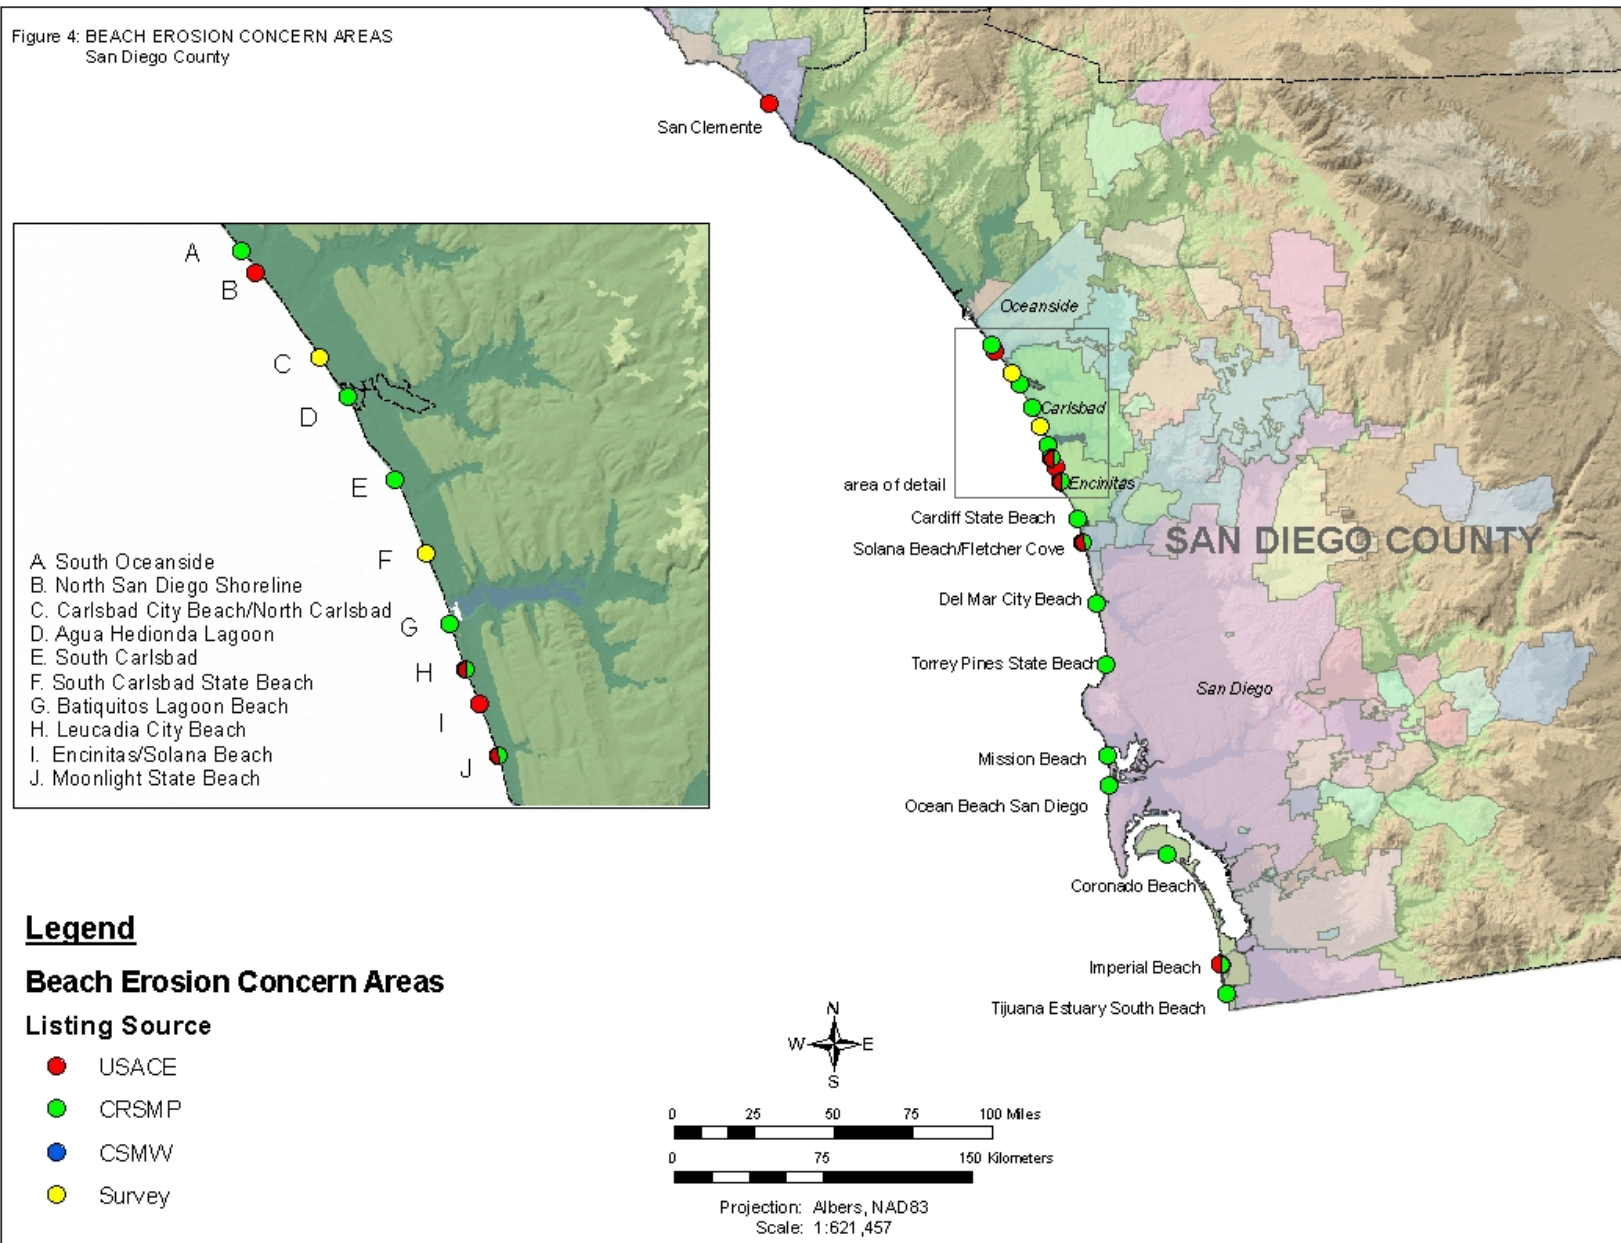 Figure 4: BEACH EROSION CONCERN AREAS
San Diego County
San Clemente
Oceanside
Carlsbad
Encinitas
area of detail
Cardiff State Beach
Solana Beach/Fletcher Cove
SAN DIEGO COUNTY
Del Mar City Beach
Torrey Pines State Beach
San Diego
Mission Beach
Ocean Beach San Diego
Coronado Beach
Imperial Beach
Tijuana Estuary South Beach
A
B
C
D
E
F
G
H
I
J
A. South Oceanside
B. North San Diego Shoreline
C. Carlsbad City Beach/North Carlsbad
D. Agua Hedionda Lagoon
E. South Carlsbad
F. South Carlsbad State Beach
G. Batiquitos Lagoon Beach
H. Leucadia City Beach
I. Encinitas/Solana Beach
J. Moonlight State Beach
Legend
Beach Erosion Concern Areas
Listing Source
USACE
CRSMP
CSMW
Survey
N
W E
S
0 25 50 75 100 Miles
0 75 150 Kilometers
Projection: Albers, NAD83
Scale: 1:621,457